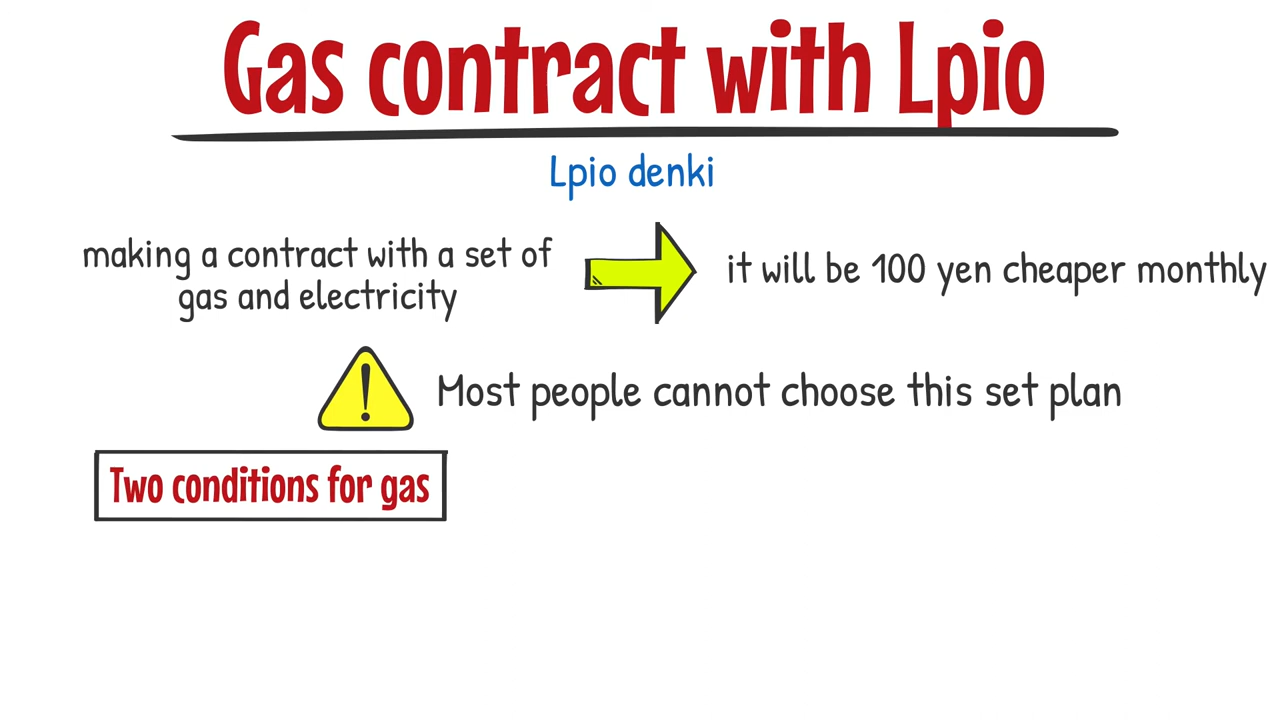 Gas contract with Lpio
Lpio denki
making a contract with a set of
gas and electricity
it will be 100 yen cheaper monthly
Most people cannot choose this set plan
Two conditions for gas